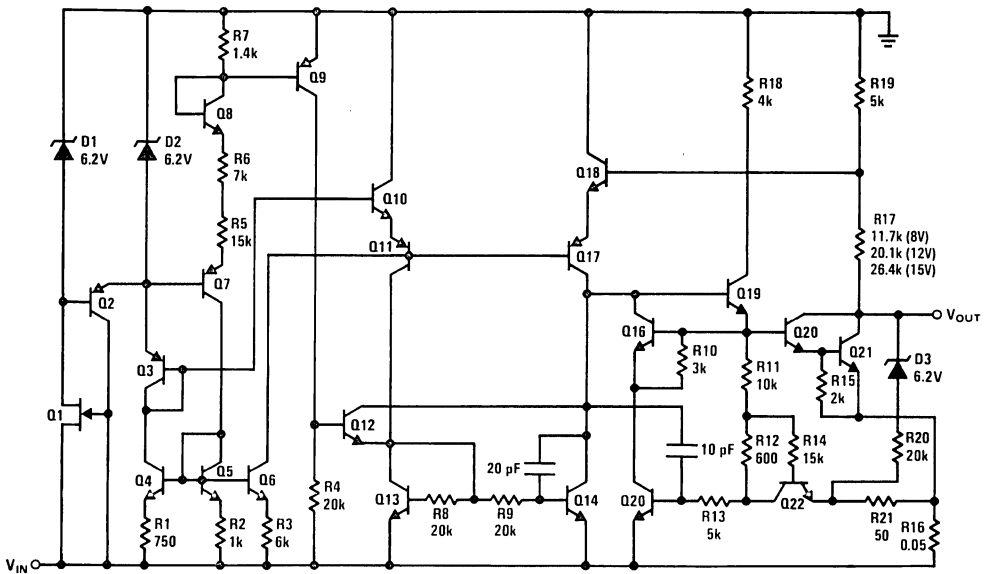 R7
1.4k
Q9
R18
4k
R19
5k
Q8
D1
6.2V
D2
6.2V
R6
7k
Q18
Q10
R5
15k
R17
11.7k (8V)
20.1k (12V)
26.4k (15V)
Q11
Q17
Q2
Q7
Q19
VOUT
Q16
Q20
Q21
Q3
R10
3k
R11
10k
R15
2k
D3
6.2V
Q1
Q12
Q4
Q5
Q6
R4
20k
20 pF
10 pF
R12
600
R14
15k
R20
20k
Q13
R8
20k
R9
20k
Q14
Q20
R13
5k
Q22
R21
50
R16
0.05
R1
750
R2
1k
R3
6k
VIN